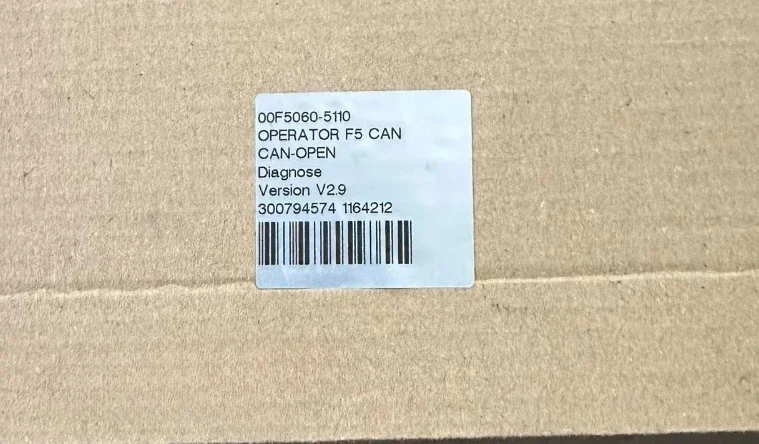 00F5060-5110
OPERATOR F5 CAN
CAN-OPEN
Diagnose
Version V2.9
300794574 1164212